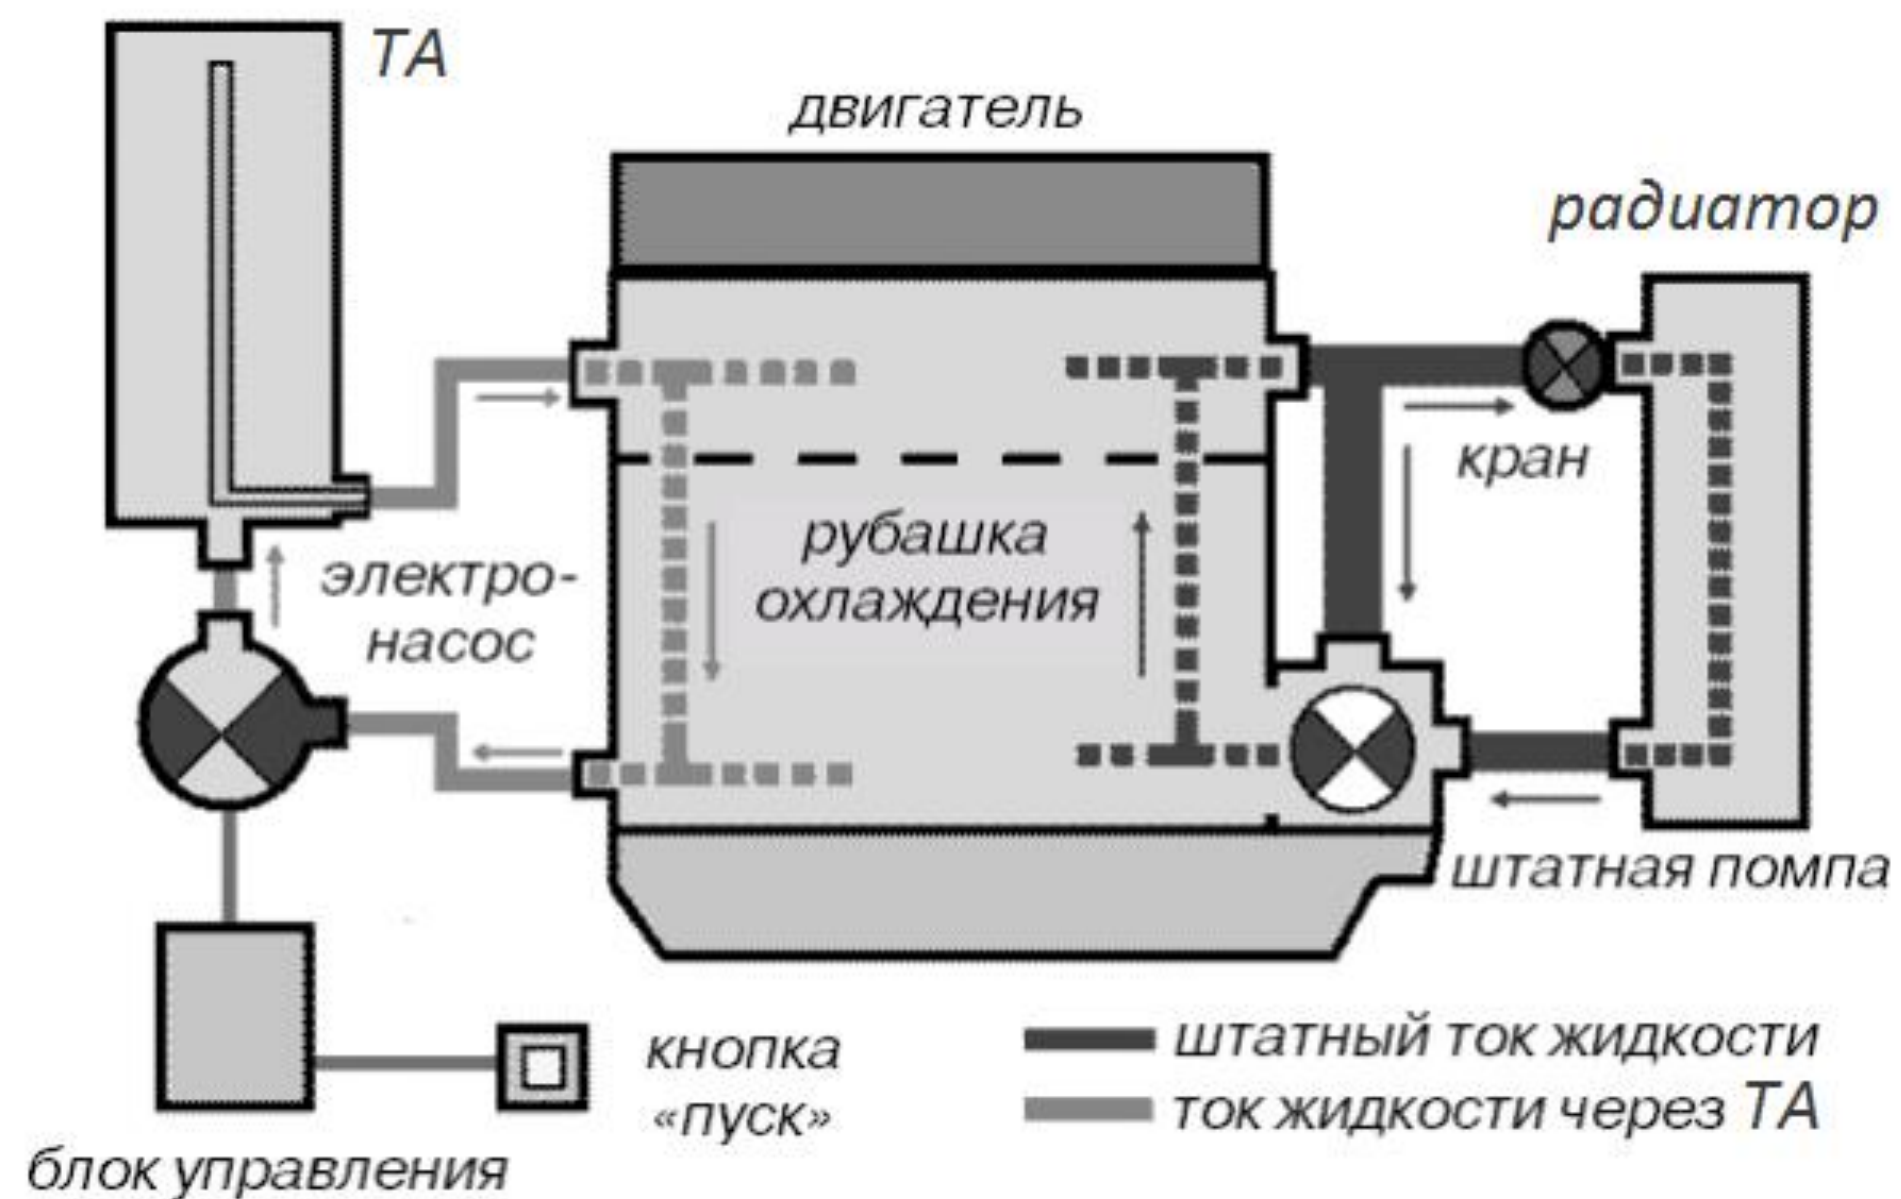 ТА
двигатель
радиатор
кран
рубашка
охлаждения
электро-
насос
штатная помпа
кнопка
«пуск»
штатный ток жидкости
ток жидкости через ТА
блок управления